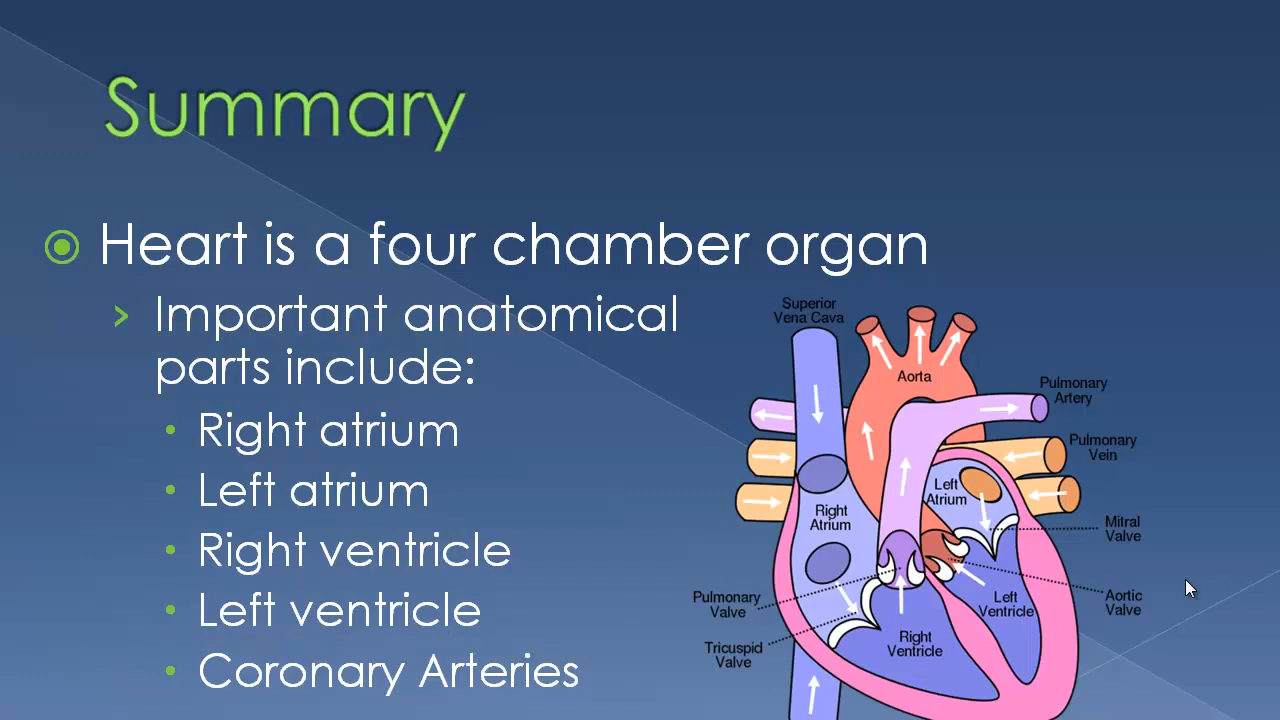 Summary
Heart is a four chamber organ
Important anatomical
parts include:
Right atrium
Left atrium
Right ventricle
Left ventricle
Coronary Arteries
Superior
Vena Cava
Aorta
Pulmonary
Artery
Pulmonary
Vein
Left
Atrium
Right
Atrium
Mitral
Valve
Pulmonary
Valve
Left
Ventricle
Aortic
Valve
Tricuspid
Valve
Right
Ventricle